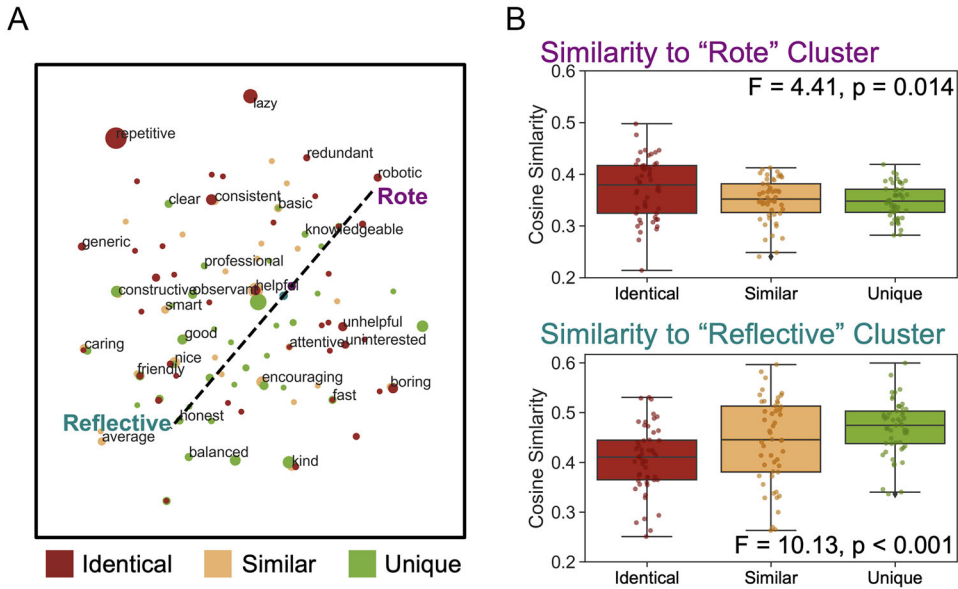 A
lazy
repetitive
redundant
robotic
Rote
clear
consistent
basic
knowledgeable
generic
professional
constructive
observant
helpful
smart
good
unhelpful
caring
attentive
uninterested
nice
friendly
encouraging
boring
fast
Reflective
honest
average
balanced
kind
Identical
Similar
Unique
B
Similarity to “Rote” Cluster
0.6
F = 4.41, p = 0.014
0.5
0.4
0.3
0.2
Cosine Simlarity
Identical
Similar
Unique
Similarity to “Reflective” Cluster
0.6
0.5
0.4
0.3
0.2
Cosine Similarity
F = 10.13, p < 0.001
Identical
Similar
Unique